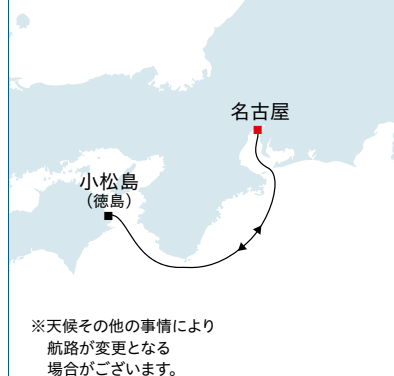 名古屋
小松島
（徳島）
※天候その他の事情により
航路が変更となる
場合がございます。